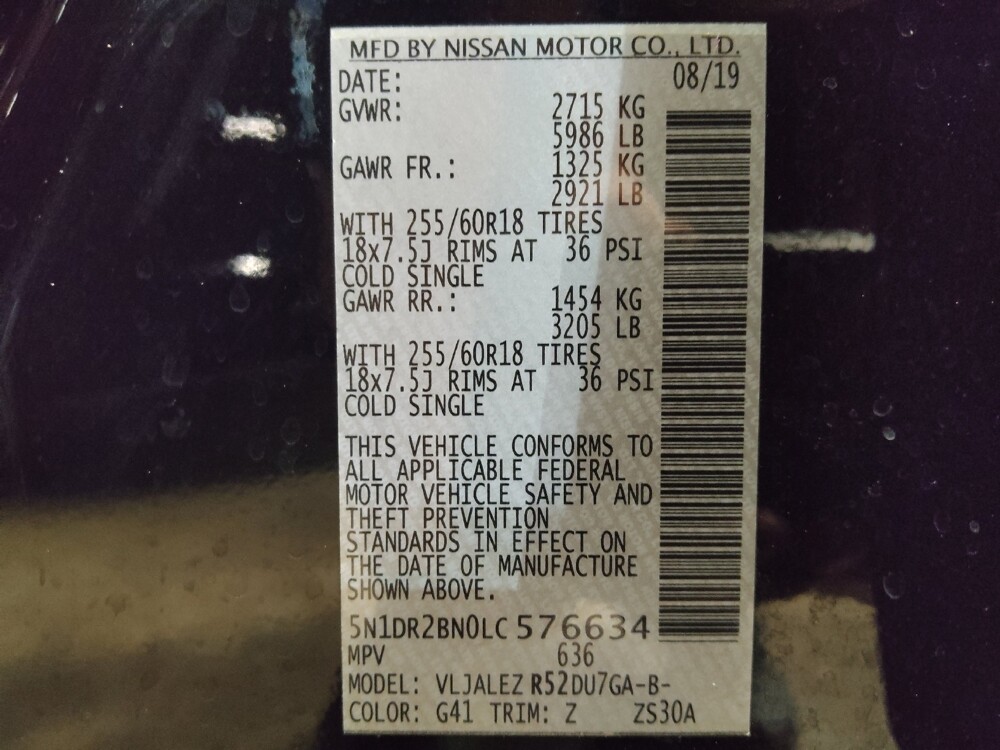 MFD BY NISSAN MOTOR CO., LTD.
DATE: 08/19
GVWR: 2715 KG
5986 LB
GAWR FR.: 1325 KG
2921 LB
WITH 255/60R18 TIRES
18x7.5J RIMS AT 36 PSI
COLD SINGLE
GAWR RR.: 1454 KG
3205 LB
WITH 255/60R18 TIRES
18x7.5J RIMS AT 36 PSI
COLD SINGLE
THIS VEHICLE CONFORMS TO
ALL APPLICABLE FEDERAL
MOTOR VEHICLE SAFETY AND
THEFT PREVENTION
STANDARDS IN EFFECT ON
THE DATE OF MANUFACTURE
SHOWN ABOVE.
5N1DR2BN0LC 576634
MPV 636
MODEL: VLJALEZ R52DU7GA-B-
COLOR: G41 TRIM: Z ZS30A